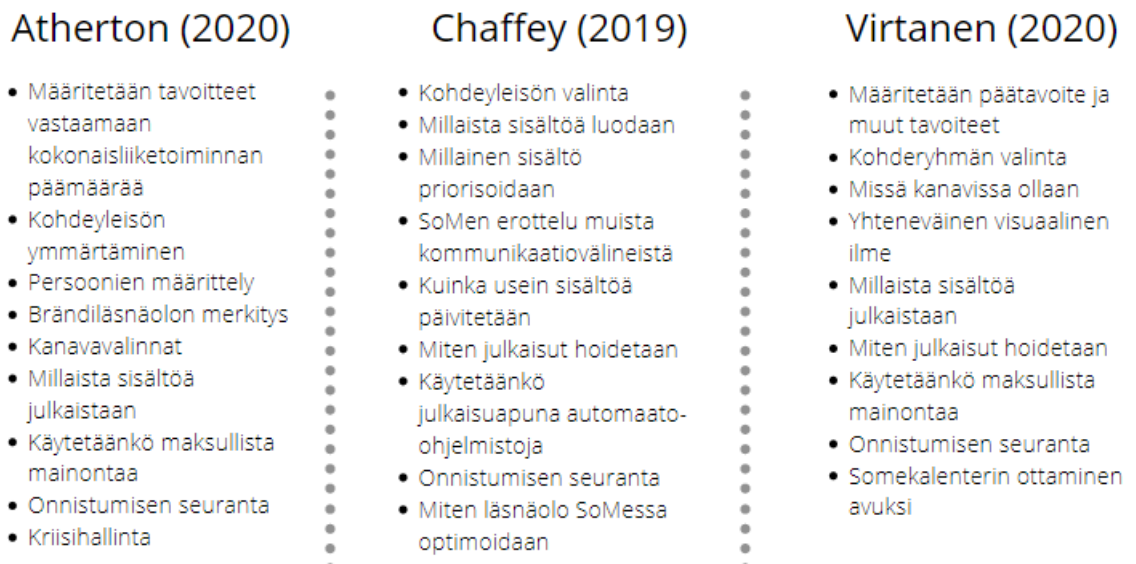 Atherton (2020)
• Määritetään tavoitteet
vastaamaan
kokonaisliiketoiminnan
päämäärää
• Kohdeyleisön
ymmärtäminen
• Persoonien määrittely
• Brändiläsnäolon merkitys
• Kanavavalinnat
• Millaista sisältöä
julkaistaan
• Käytetäänkö maksullista
mainontaa
• Onnistumisen seuranta
• Kriisihallinta
Chaffey (2019)
• Kohdeyleisön valinta
• Millaista sisältöä luodaan
• Millainen sisältö
priorisoidaan
• SoMen erottelu muista
kommunikaatiovälineistä
• Kuinka usein sisältöä
päivitetään
• Miten julkaisut hoidetaan
• Käytetäänkö
julkaisuapuna automaato-
ohjelmistoja
• Onnistumisen seuranta
• Miten läsnäolo SoMessa
optimoidaan
Virtanen (2020)
• Määritetään päätavoite ja
muut tavoiteet
• Kohderyhmän valinta
• Missä kanavissa ollaan
• Yhteneväinen visuaalinen
ilme
• Millaista sisältöä
julkaistaan
• Miten julkaisut hoidetaan
• Käytetäänkö maksullista
mainontaa
• Onnistumisen seuranta
• Somekalenterin ottaminen
avuksi